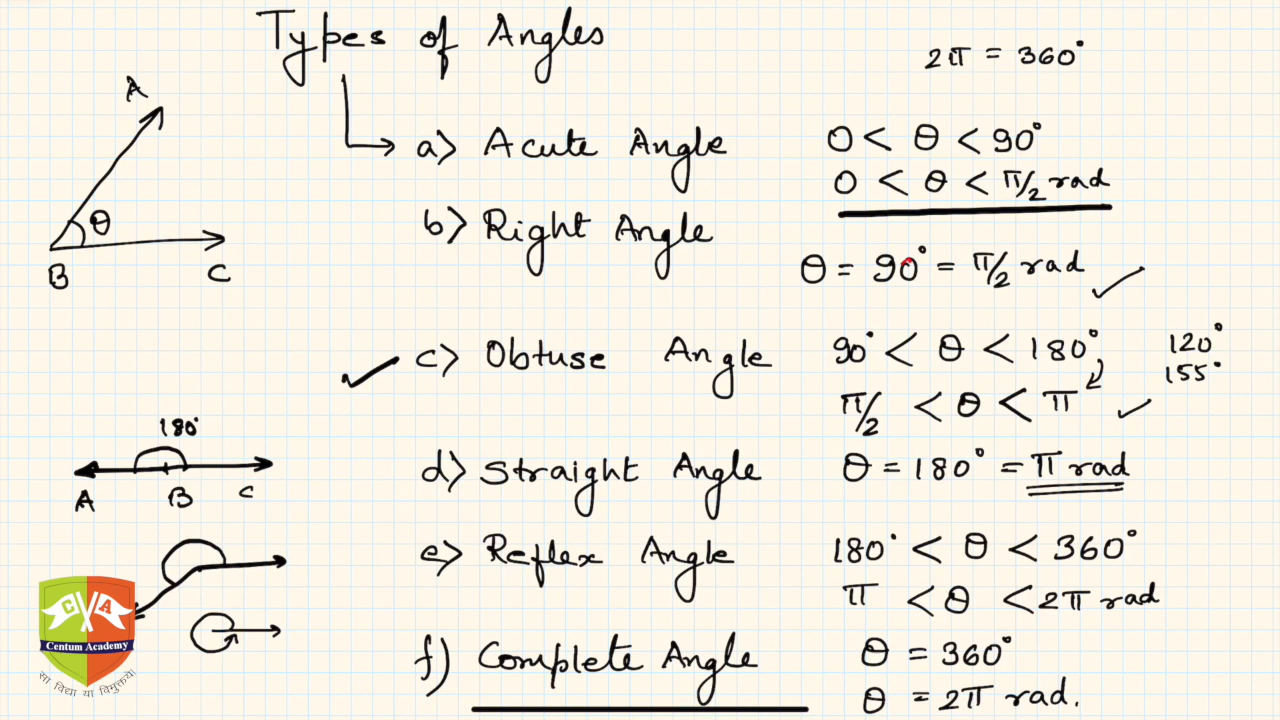 Types of Angles
2π = 360°
A
θ
B C
a) Acute Angle 0 < θ < 90°
0 < θ < π/2 rad
b) Right Angle
θ = 90° = π/2 rad ✓
✓ c) Obtuse Angle 90° < θ < 180° 120°
155°
π/2 < θ < π ✓
180°
A B C
d) Straight Angle θ = 180° = π rad
e) Reflex Angle 180° < θ < 360°
π < θ < 2π rad
f) Complete Angle θ = 360°
θ = 2π rad.
C A
Centum Academy
सा विद्या या विमुक्तये